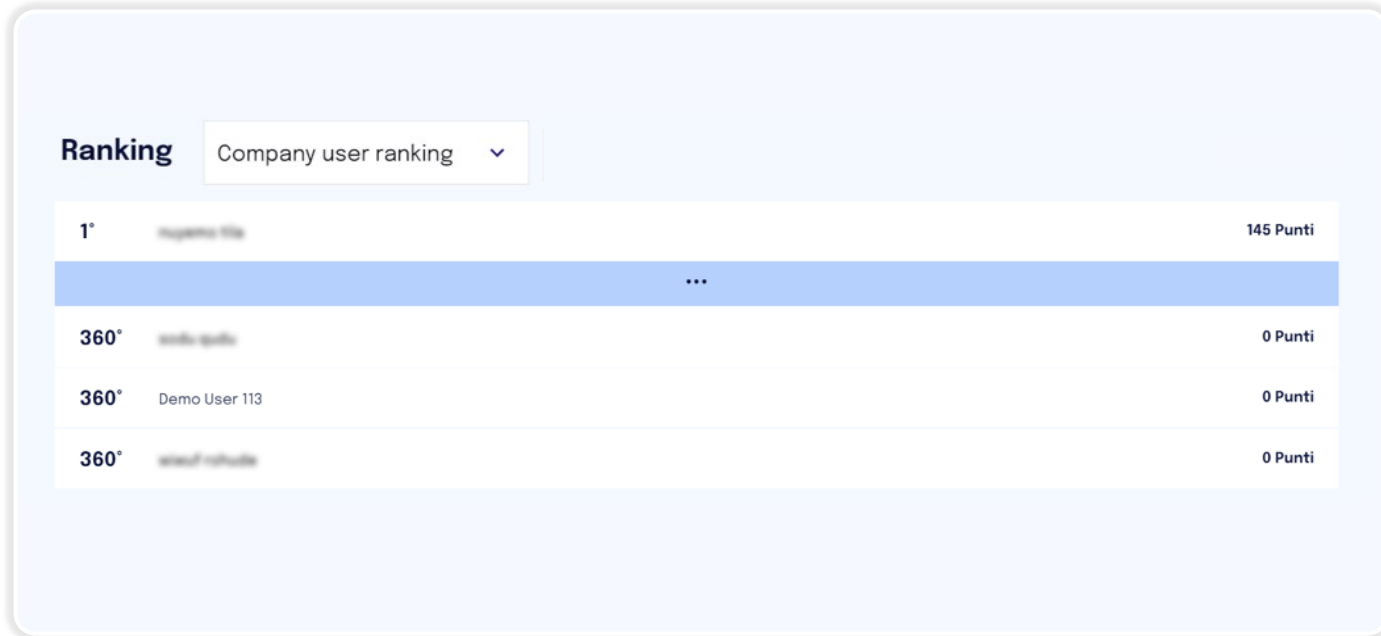 Ranking Company user ranking
1° 145 Punti
...
360° 0 Punti
360° Demo User 113 0 Punti
360° 0 Punti